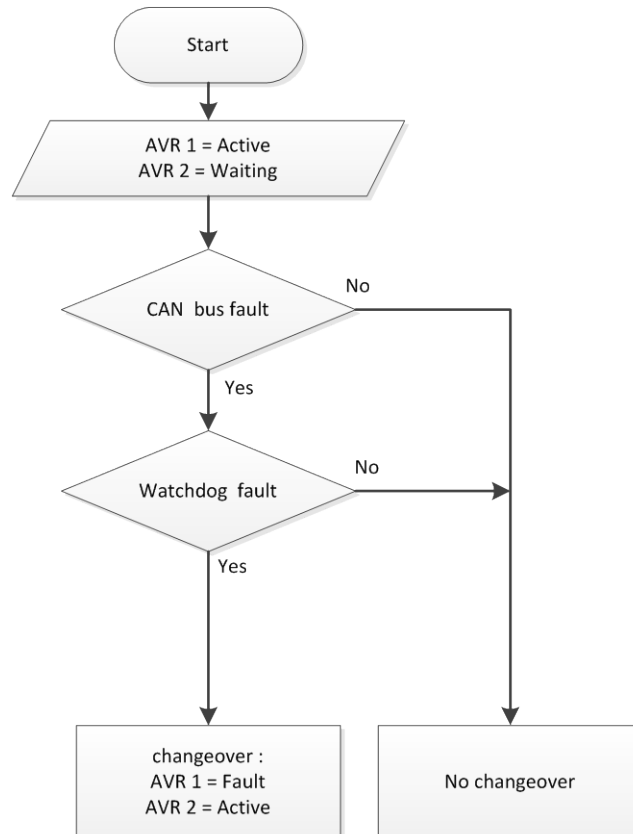 Start
AVR 1 = Active
AVR 2 = Waiting
CAN bus fault
No
Yes
Watchdog fault
No
Yes
changeover :
AVR 1 = Fault
AVR 2 = Active
No changeover